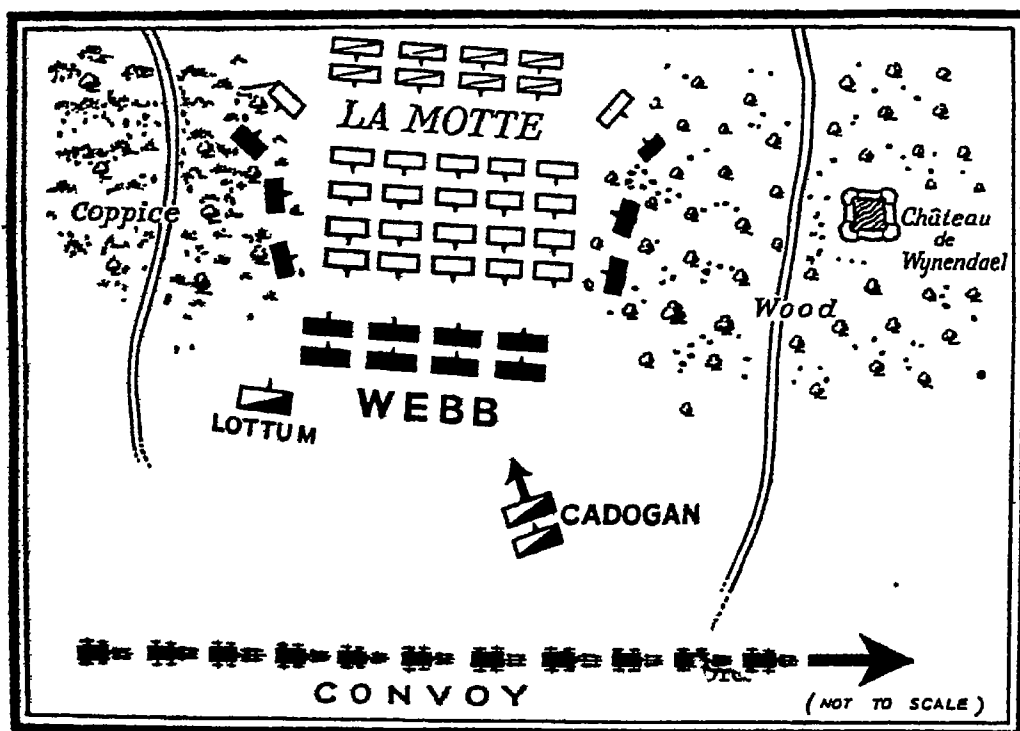 LA MOTTE
Coppice
Château
de
Wynendael
Wood
WEBB
LOTTUM
CADOGAN
CONVOY
(NOT TO SCALE)